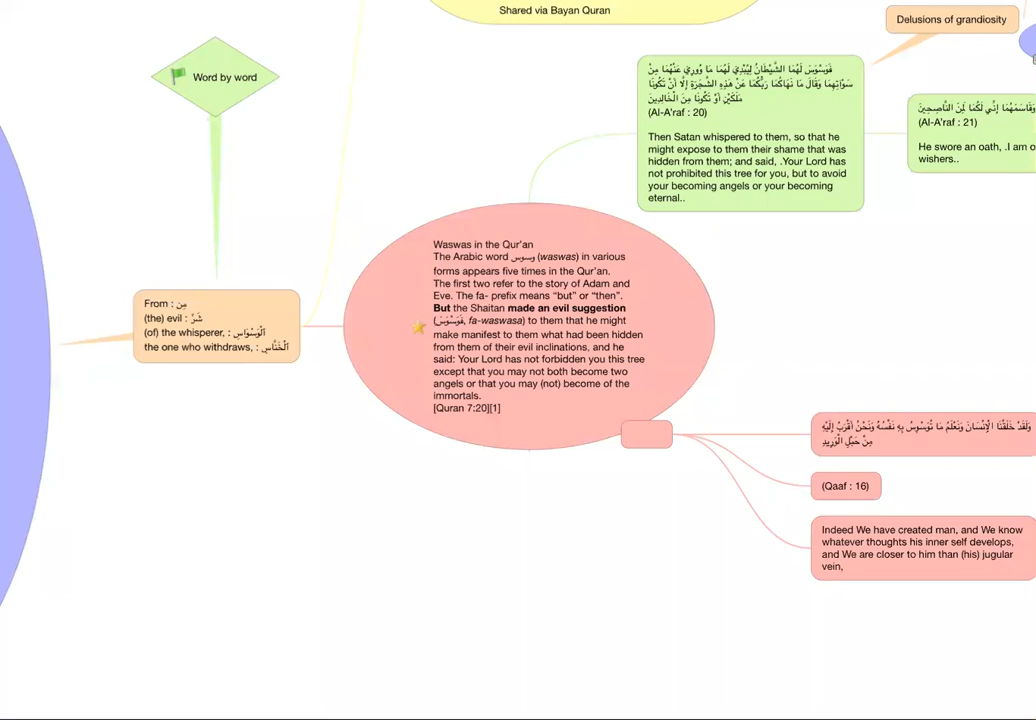 Shared via Bayan Quran
Delusions of grandiosity
Word by word
فَوَسْوَسَ لَهُمَا الشَّيْطَانُ لِيُبْدِيَ لَهُمَا مَا وُورِيَ عَنْهُمَا مِن
سَوْآتِهِمَا وَقَالَ مَا نَهَاكُمَا رَبُّكُمَا عَنْ هَذِهِ الشَّجَرَةِ إِلَّا أَن تَكُونَا
مَلَكَيْنِ أَوْ تَكُونَا مِنَ الْخَالِدِينَ
(Al-A'raf : 20)
Then Satan whispered to them, so that he
might expose to them their shame that was
hidden from them; and said, .Your Lord has
not prohibited this tree for you, but to avoid
your becoming angels or your becoming
eternal..
وَقَاسَمَهُمَا إِنِّي لَكُمَا لَمِنَ النَّاصِحِينَ
(Al-A'raf : 21)
He swore an oath, .I am o
wishers..
From : مِن
(the) evil : شَرِّ
(of) the whisperer, : ٱلْوَسْوَاسِ
the one who withdraws, : ٱلْخَنَّاسِ
Waswas in the Qur'an
The Arabic word وسوس (waswas) in various
forms appears five times in the Qur'an.
The first two refer to the story of Adam and
Eve. The fa- prefix means "but" or "then".
But the Shaitan made an evil suggestion
(فَوَسْوَسَ, fa-waswasa) to them that he might
make manifest to them what had been hidden
from them of their evil inclinations, and he
said: Your Lord has not forbidden you this tree
except that you may not both become two
angels or that you may (not) become of the
immortals.
[Quran 7:20][1]
وَلَقَدْ خَلَقْنَا الْإِنسَانَ وَنَعْلَمُ مَا تُوَسْوِسُ بِهِ نَفْسُهُ وَنَحْنُ أَقْرَبُ إِلَيْهِ
مِنْ حَبْلِ الْوَرِيدِ
(Qaaf : 16)
Indeed We have created man, and We know
whatever thoughts his inner self develops,
and We are closer to him than (his) jugular
vein,